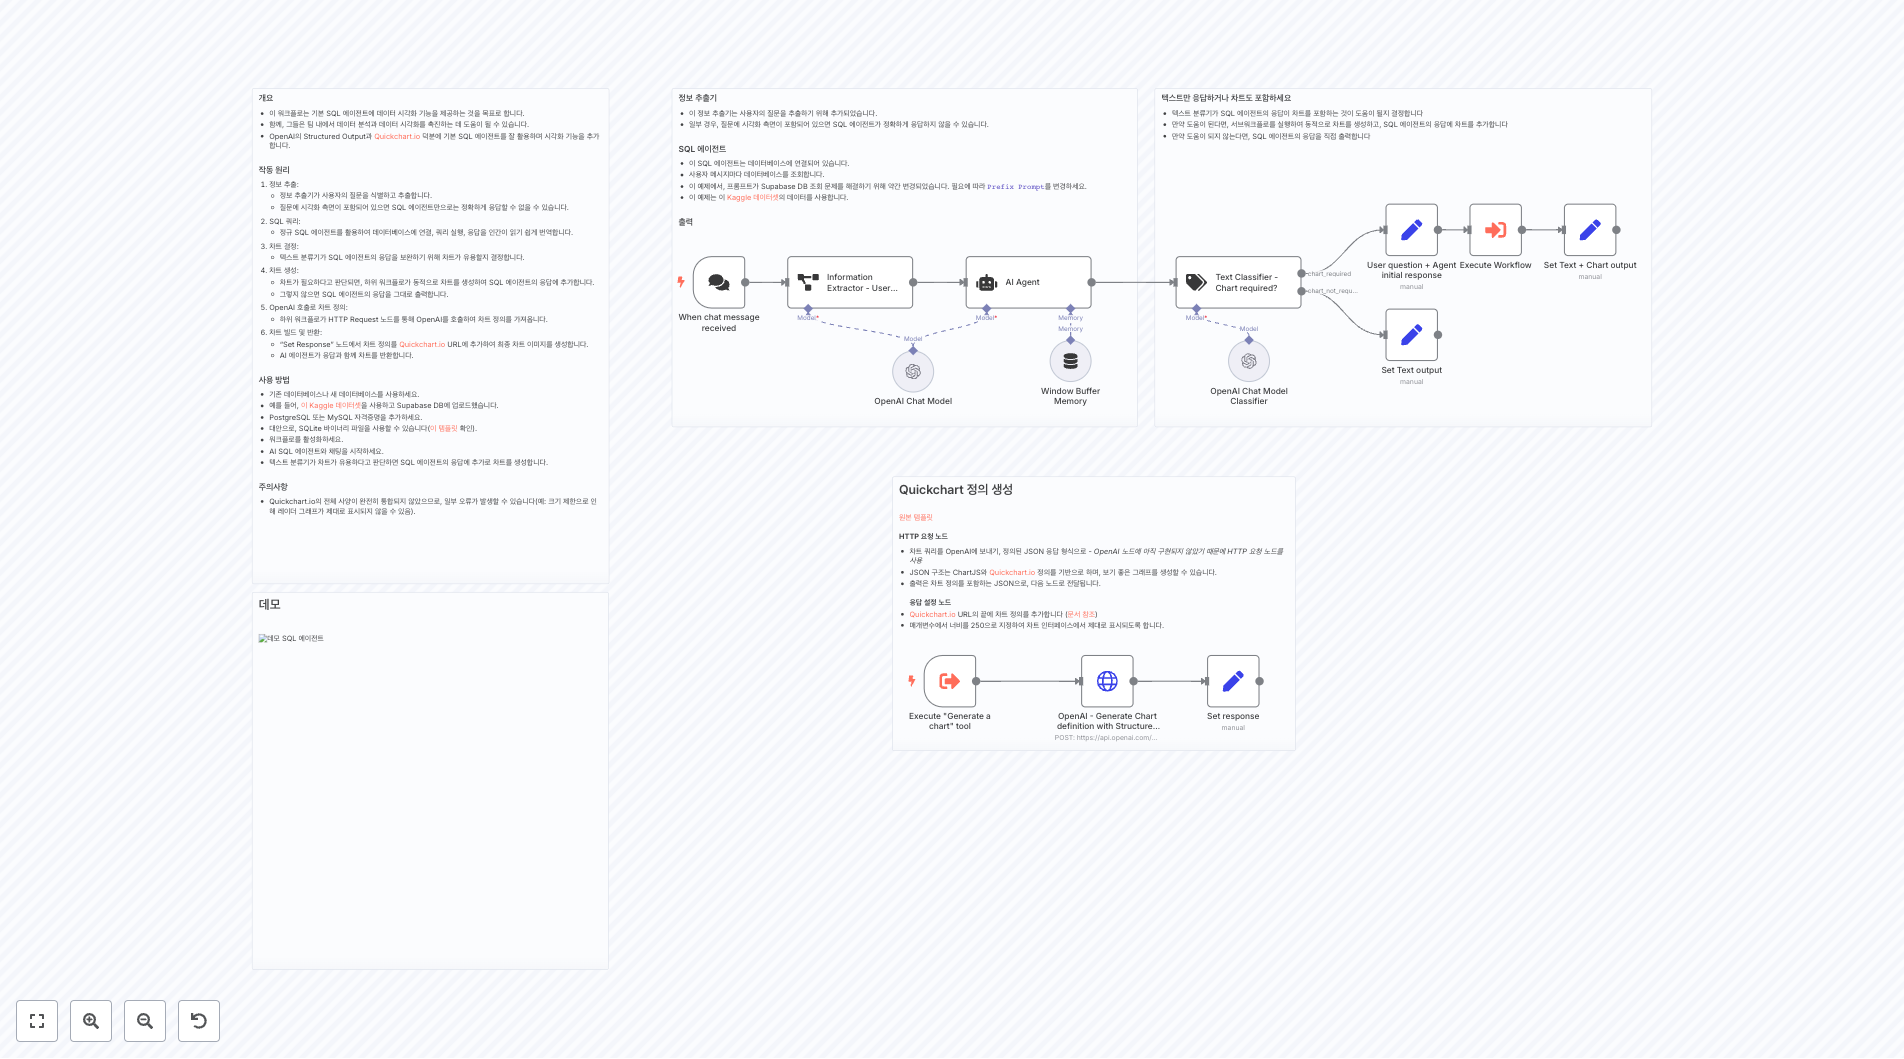 개요
이 워크플로는 기본 SQL 에이전트에 데이터 시각화 기능을 제공하는 것을 목표로 합니다.
함께, 그들은 팀 내에서 데이터 분석과 데이터 시각화를 촉진하는 데 도움이 될 수 있습니다.
OpenAI의 Structured Output과 Quickchart.io 덕분에 기본 SQL 에이전트를 잘 활용하며 시각화 기능을 추가
합니다.
작동 원리
1. 정보 추출:
정보 추출기가 사용자의 질문을 식별하고 추출합니다.
질문에 시각화 측면이 포함되어 있으면 SQL 에이전트만으로는 정확하게 응답할 수 없을 수 있습니다.
2. SQL 쿼리:
정규 SQL 에이전트를 활용하여 데이터베이스에 연결, 쿼리 실행, 응답을 인간이 읽기 쉽게 번역합니다.
3. 차트 결정:
텍스트 분류기가 SQL 에이전트의 응답을 보완하기 위해 차트가 유용할지 결정합니다.
4. 차트 생성:
차트가 필요하다고 판단되면, 하위 워크플로가 동적으로 차트를 생성하여 SQL 에이전트의 응답에 추가합니다.
그렇지 않으면 SQL 에이전트의 응답을 그대로 출력합니다.
5. OpenAI 호출로 차트 정의:
하위 워크플로가 HTTP Request 노드를 통해 OpenAI를 호출하여 차트 정의를 가져옵니다.
6. 차트 빌드 및 반환:
“Set Response” 노드에서 차트 정의를 Quickchart.io URL에 추가하여 최종 차트 이미지를 생성합니다.
AI 에이전트가 응답과 함께 차트를 반환합니다.
사용 방법
기존 데이터베이스나 새 데이터베이스를 사용하세요.
예를 들어, 이 Kaggle 데이터셋을 사용하고 Supabase DB에 업로드했습니다.
PostgreSQL 또는 MySQL 자격증명을 추가하세요.
대안으로, SQLite 바이너리 파일을 사용할 수 있습니다(이 템플릿 확인).
워크플로를 활성화하세요.
AI SQL 에이전트와 채팅을 시작하세요.
텍스트 분류기가 차트가 유용하다고 판단하면 SQL 에이전트의 응답에 추가로 차트를 생성합니다.
주의사항
Quickchart.io의 전체 사양이 완전히 통합되지 않았으므로, 일부 오류가 발생할 수 있습니다(예: 크기 제한으로 인
해 레이더 그래프가 제대로 표시되지 않을 수 있음).
데모
데모 SQL 에이전트
정보 추출기
이 정보 추출기는 사용자의 질문을 추출하기 위해 추가되었습니다.
일부 경우, 질문에 시각화 측면이 포함되어 있으면 SQL 에이전트가 정확하게 응답하지 않을 수 있습니다.
SQL 에이전트
이 SQL 에이전트는 데이터베이스에 연결되어 있습니다.
사용자 메시지마다 데이터베이스를 조회합니다.
이 예제에서, 프롬프트가 Supabase DB 조회 문제를 해결하기 위해 약간 변경되었습니다. 필요에 따라 Prefix Prompt를 변경하세요.
이 예제는 이 Kaggle 데이터셋의 데이터를 사용합니다.
출력
When chat message
received
Information
Extractor - User...
Model*
AI Agent
Model*
Memory
Memory
Model
OpenAI Chat Model
Window Buffer
Memory
텍스트만 응답하거나 차트도 포함하세요
텍스트 분류기가 SQL 에이전트의 응답이 차트를 포함하는 것이 도움이 될지 결정합니다
만약 도움이 된다면, 서브워크플로를 실행하여 동적으로 차트를 생성하고, SQL 에이전트의 응답에 차트를 추가합니다
만약 도움이 되지 않는다면, SQL 에이전트의 응답을 직접 출력합니다
Text Classifier -
Chart required?
chart_required
chart_not_requ...
Model*
Model
OpenAI Chat Model
Classifier
User question + Agent
initial response
manual
Execute Workflow
Set Text + Chart output
manual
Set Text output
manual
Quickchart 정의 생성
원본 템플릿
HTTP 요청 노드
차트 쿼리를 OpenAI에 보내기, 정의된 JSON 응답 형식으로 - OpenAI 노드에 아직 구현되지 않았기 때문에 HTTP 요청 노드를
사용
JSON 구조는 ChartJS와 Quickchart.io 정의를 기반으로 하며, 보기 좋은 그래프를 생성할 수 있습니다.
출력은 차트 정의를 포함하는 JSON으로, 다음 노드로 전달됩니다.
응답 설정 노드
Quickchart.io URL의 끝에 차트 정의를 추가합니다 (문서 참조)
매개변수에서 너비를 250으로 지정하여 차트 인터페이스에서 제대로 표시되도록 합니다.
Execute "Generate a
chart" tool
OpenAI - Generate Chart
definition with Structure...
POST: https://api.openai.com/...
Set response
manual